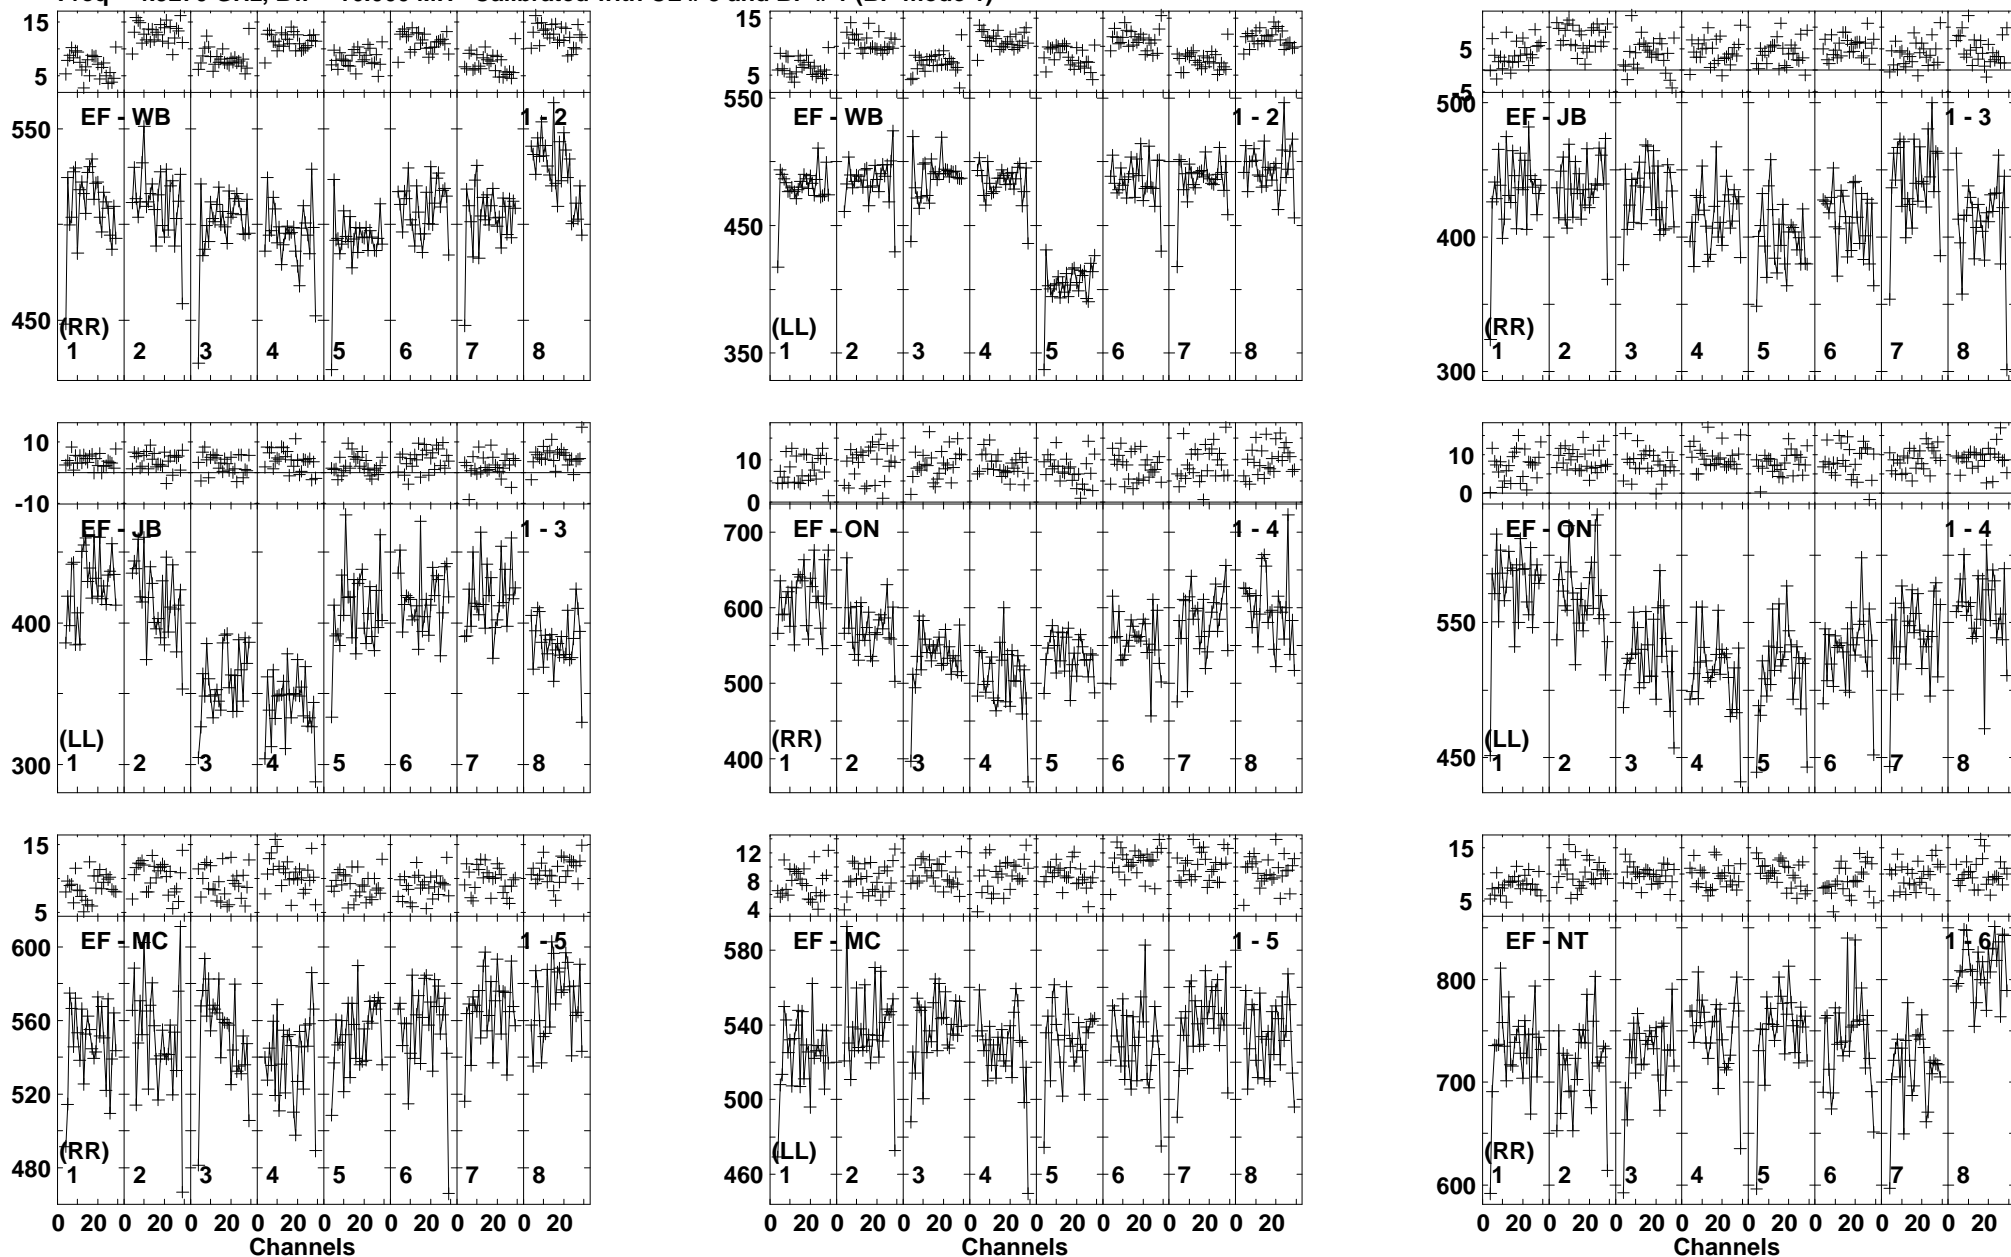 15 15
5 5 5
-5
550 EF - WB 1 - 2 550 EF - WB 1 - 2 500 EF - JB 1 - 3
450 450 400
(RR) (LL) (RR)
1 2 3 4 5 6 7 8 350 1 2 3 4 5 6 7 8 300 1 2 3 4 5 6 7 8
10 10 10
-10 0 0
EF - JB 1 - 3 700 EF - ON 1 - 4 EF - ON 1 - 4
400 600 550
500
(LL) (RR) (LL)
300 1 2 3 4 5 6 7 8 400 1 2 3 4 5 6 7 8 450 1 2 3 4 5 6 7 8
15 12 15
8
5 4 5
600 EF - MC 1 - 5 580 EF - MC 1 - 5 EF - NT 1 - 6
560 540 800
520 500 700
(RR) (LL) (RR)
480 1 2 3 4 5 6 7 8 460 1 2 3 4 5 6 7 8 600 1 2 3 4 5 6 7 8
0 20 0 20 0 20 0 20 0 20 0 20 0 20 0 20 0 20 0 20 0 20 0 20 0 20 0 20 0 20 0 20 0 20 0 20 0 20 0 20 0 20 0 20 0 20 0 20
Channels Channels Channels